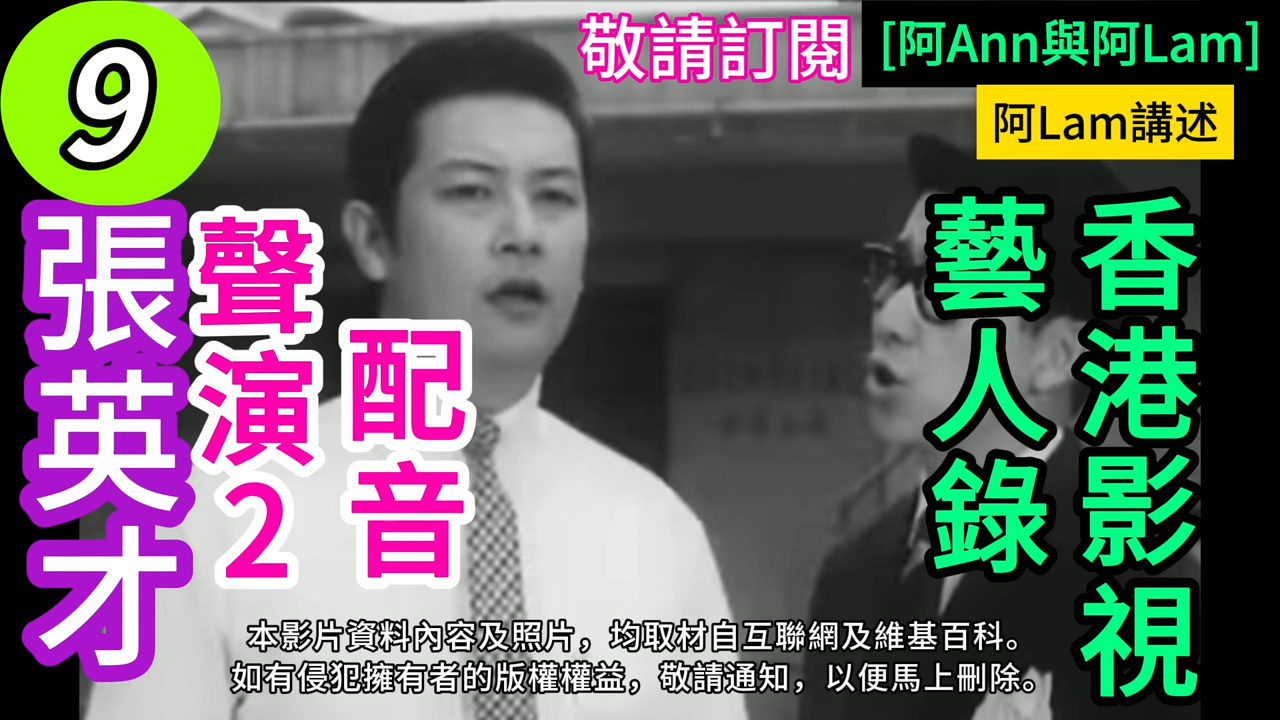 9
敬請訂閱
[阿Ann與阿Lam]
阿Lam講述
香港影視
藝人錄
張英才
聲演2
配音
本影片資料內容及照片，均取材自互聯網及維基百科。
如有侵犯擁有者的版權權益，敬請通知，以便馬上刪除。